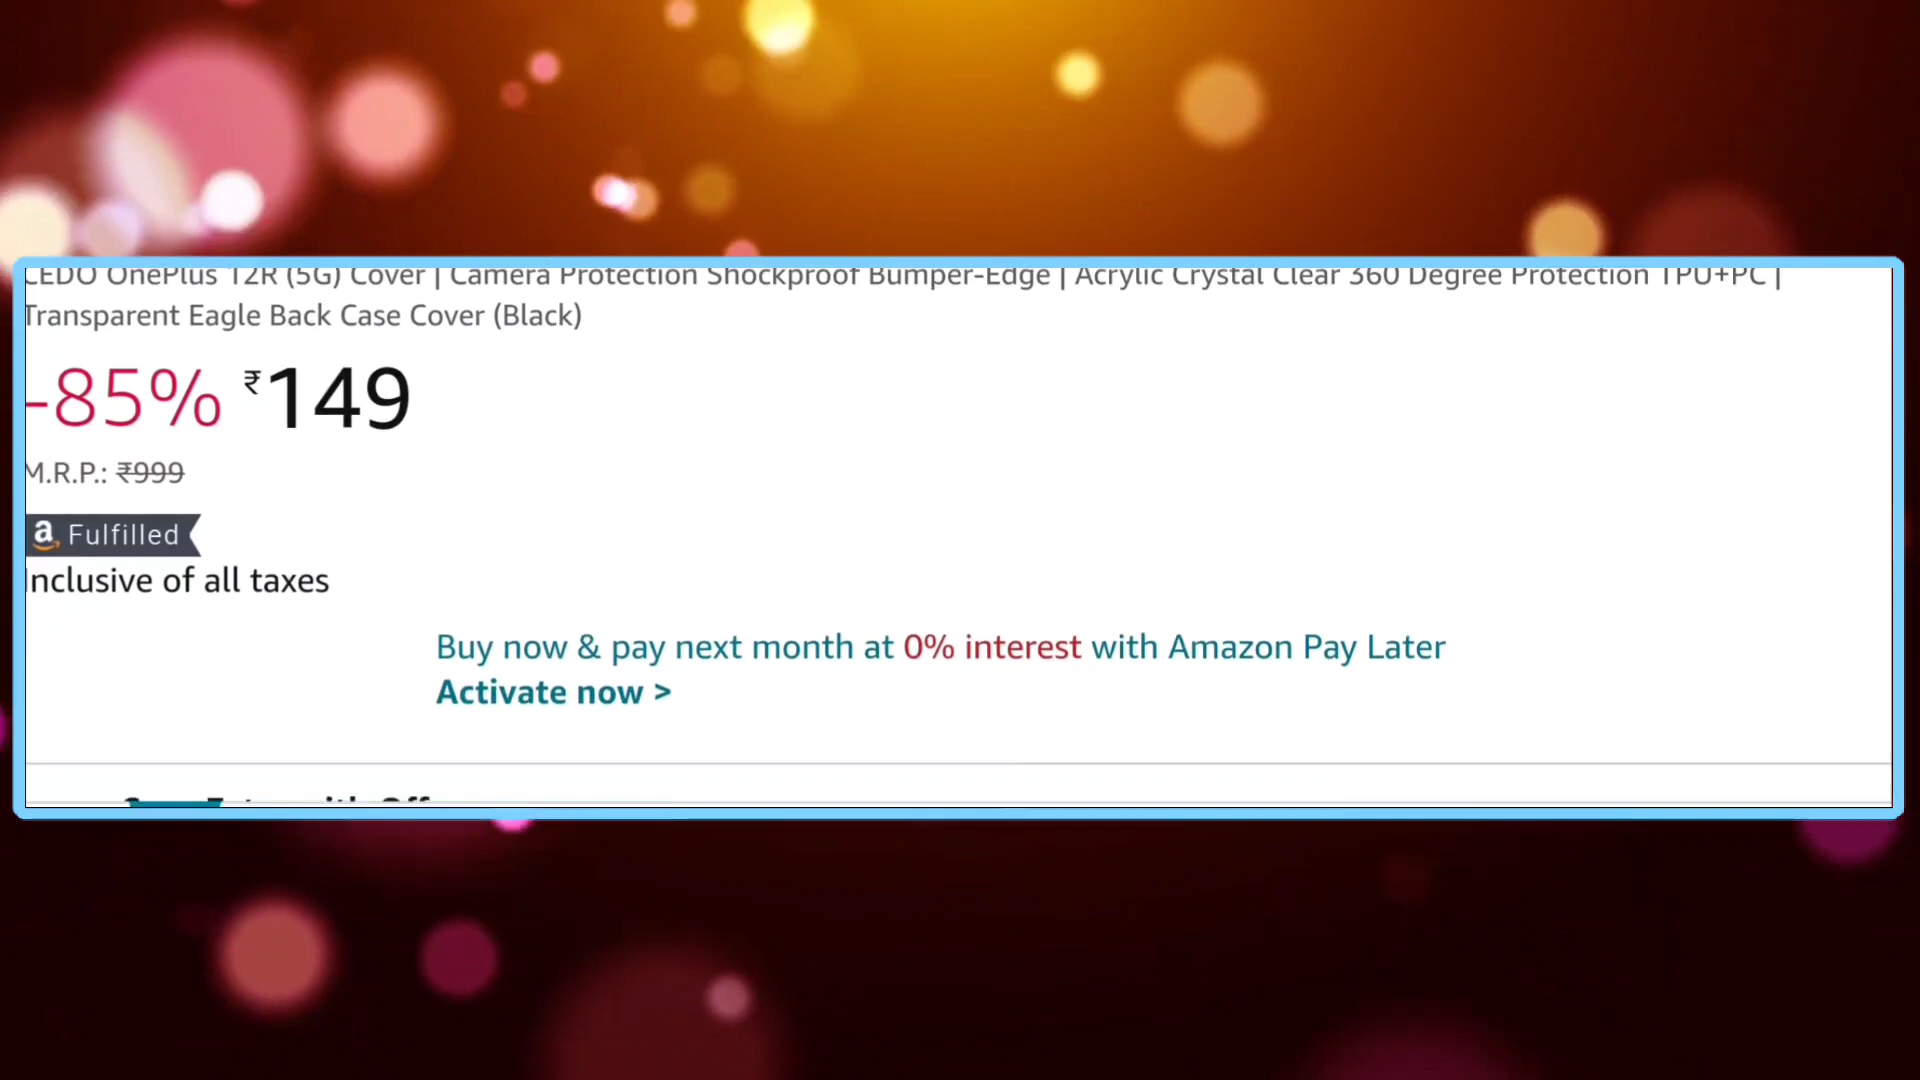 CEDO OnePlus 12R (5G) Cover | Camera Protection Shockproof Bumper-Edge | Acrylic Crystal Clear 360 Degree Protection TPU+PC |
Transparent Eagle Back Case Cover (Black)
-85% ₹149
M.R.P.: ₹999
a Fulfilled
Inclusive of all taxes
Buy now & pay next month at 0% interest with Amazon Pay Later
Activate now >